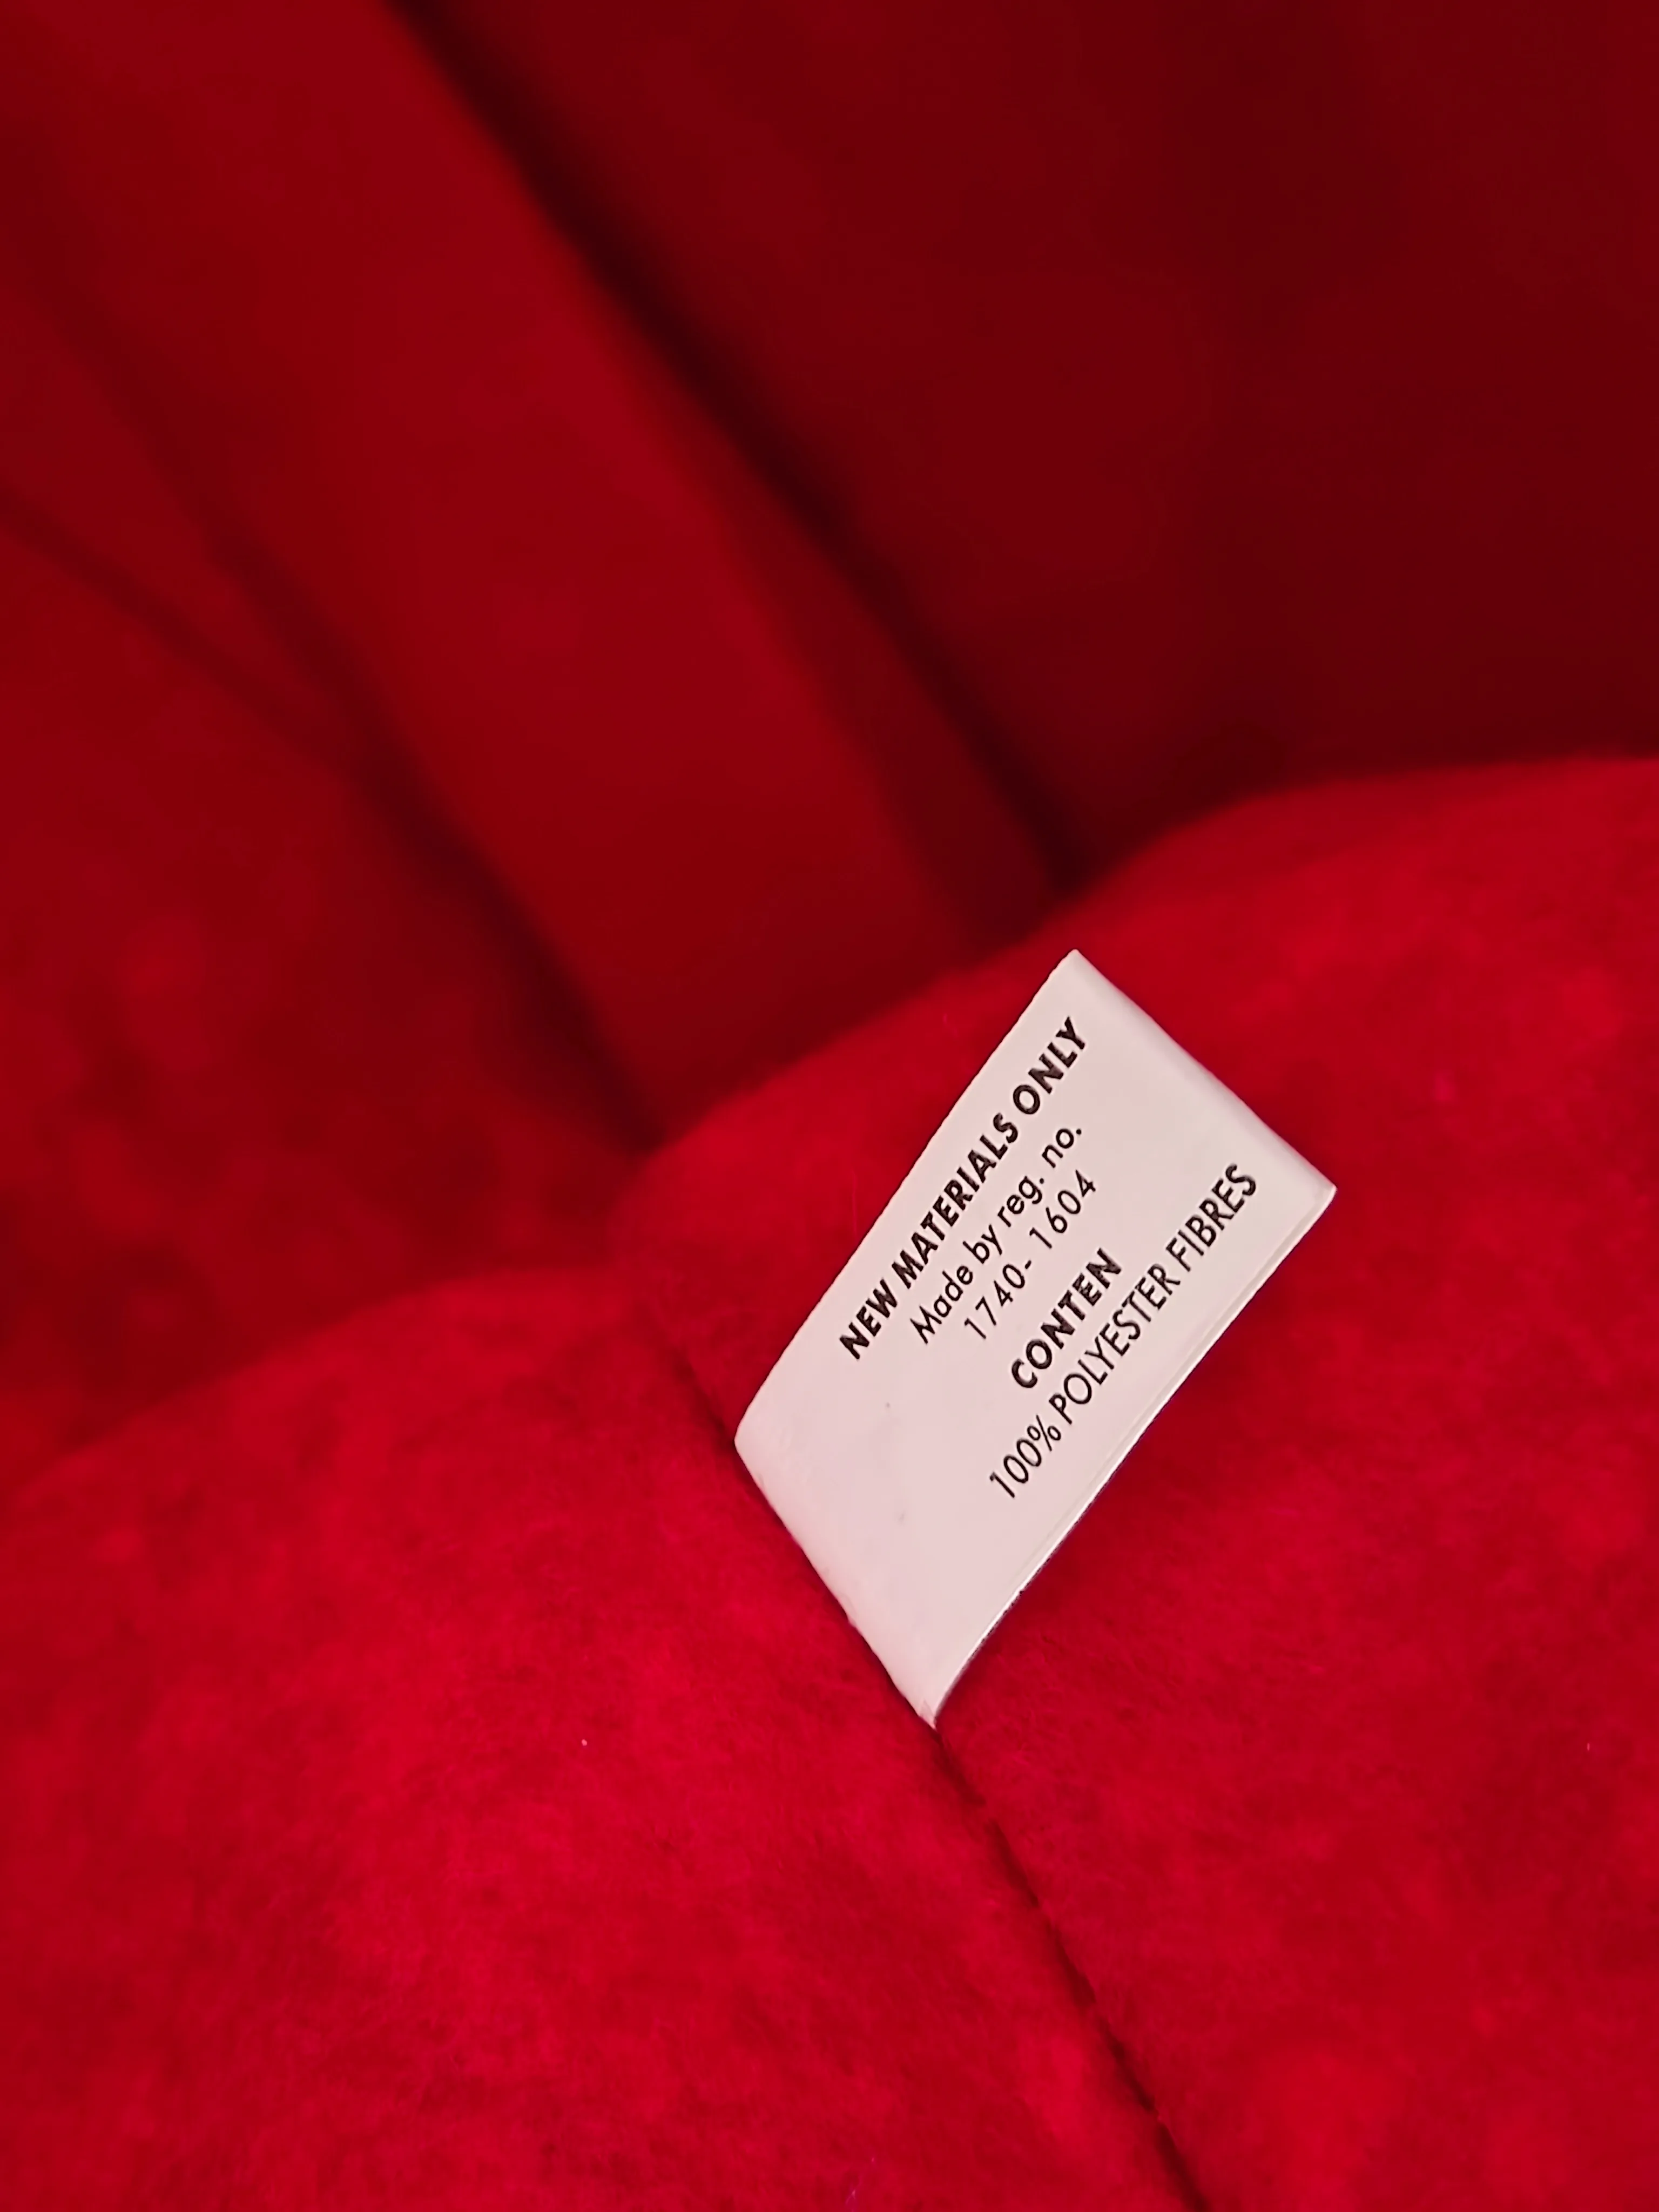 NEW MATERIALS ONLY
Made by reg. no.
1740- 1604
CONTEN
100% POLYESTER FIBRES